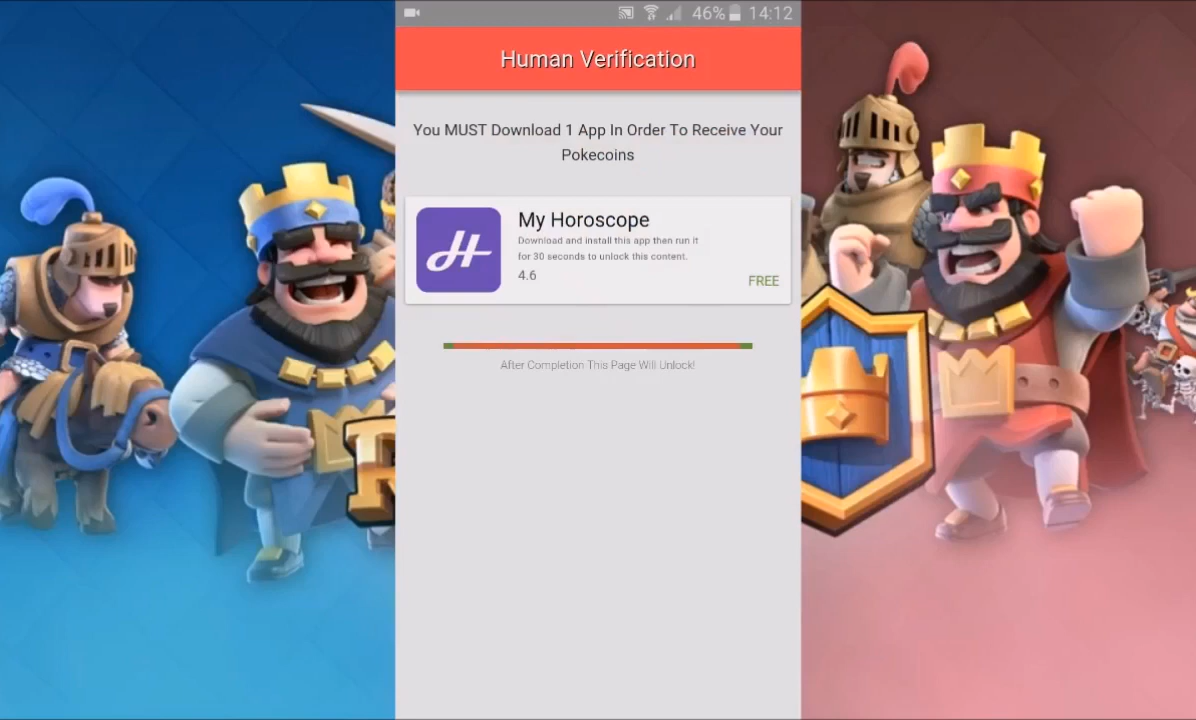 46% 14:12
Human Verification
You MUST Download 1 App In Order To Receive Your
Pokecoins
My Horoscope
Download and install this app then run it
for 30 seconds to unlock this content.
4.6
FREE
After Completion This Page Will Unlock!